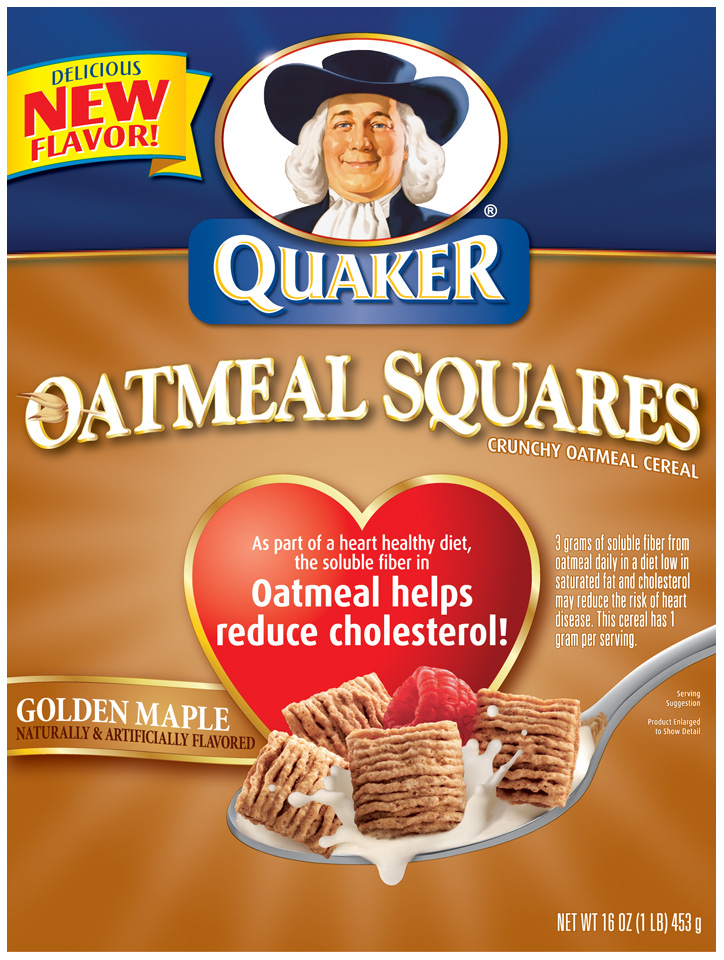 DELICIOUS
NEW
FLAVOR!
®
QUAKER
OATMEAL SQUARES
CRUNCHY OATMEAL CEREAL
As part of a heart healthy diet,
the soluble fiber in
Oatmeal helps
reduce cholesterol!
3 grams of soluble fiber from
oatmeal daily in a diet low in
saturated fat and cholesterol
may reduce the risk of heart
disease. This cereal has 1
gram per serving.
GOLDEN MAPLE
NATURALLY & ARTIFICIALLY FLAVORED
Serving
Suggestion
Product Enlarged
to Show Detail
NET WT 16 OZ (1 LB) 453 g